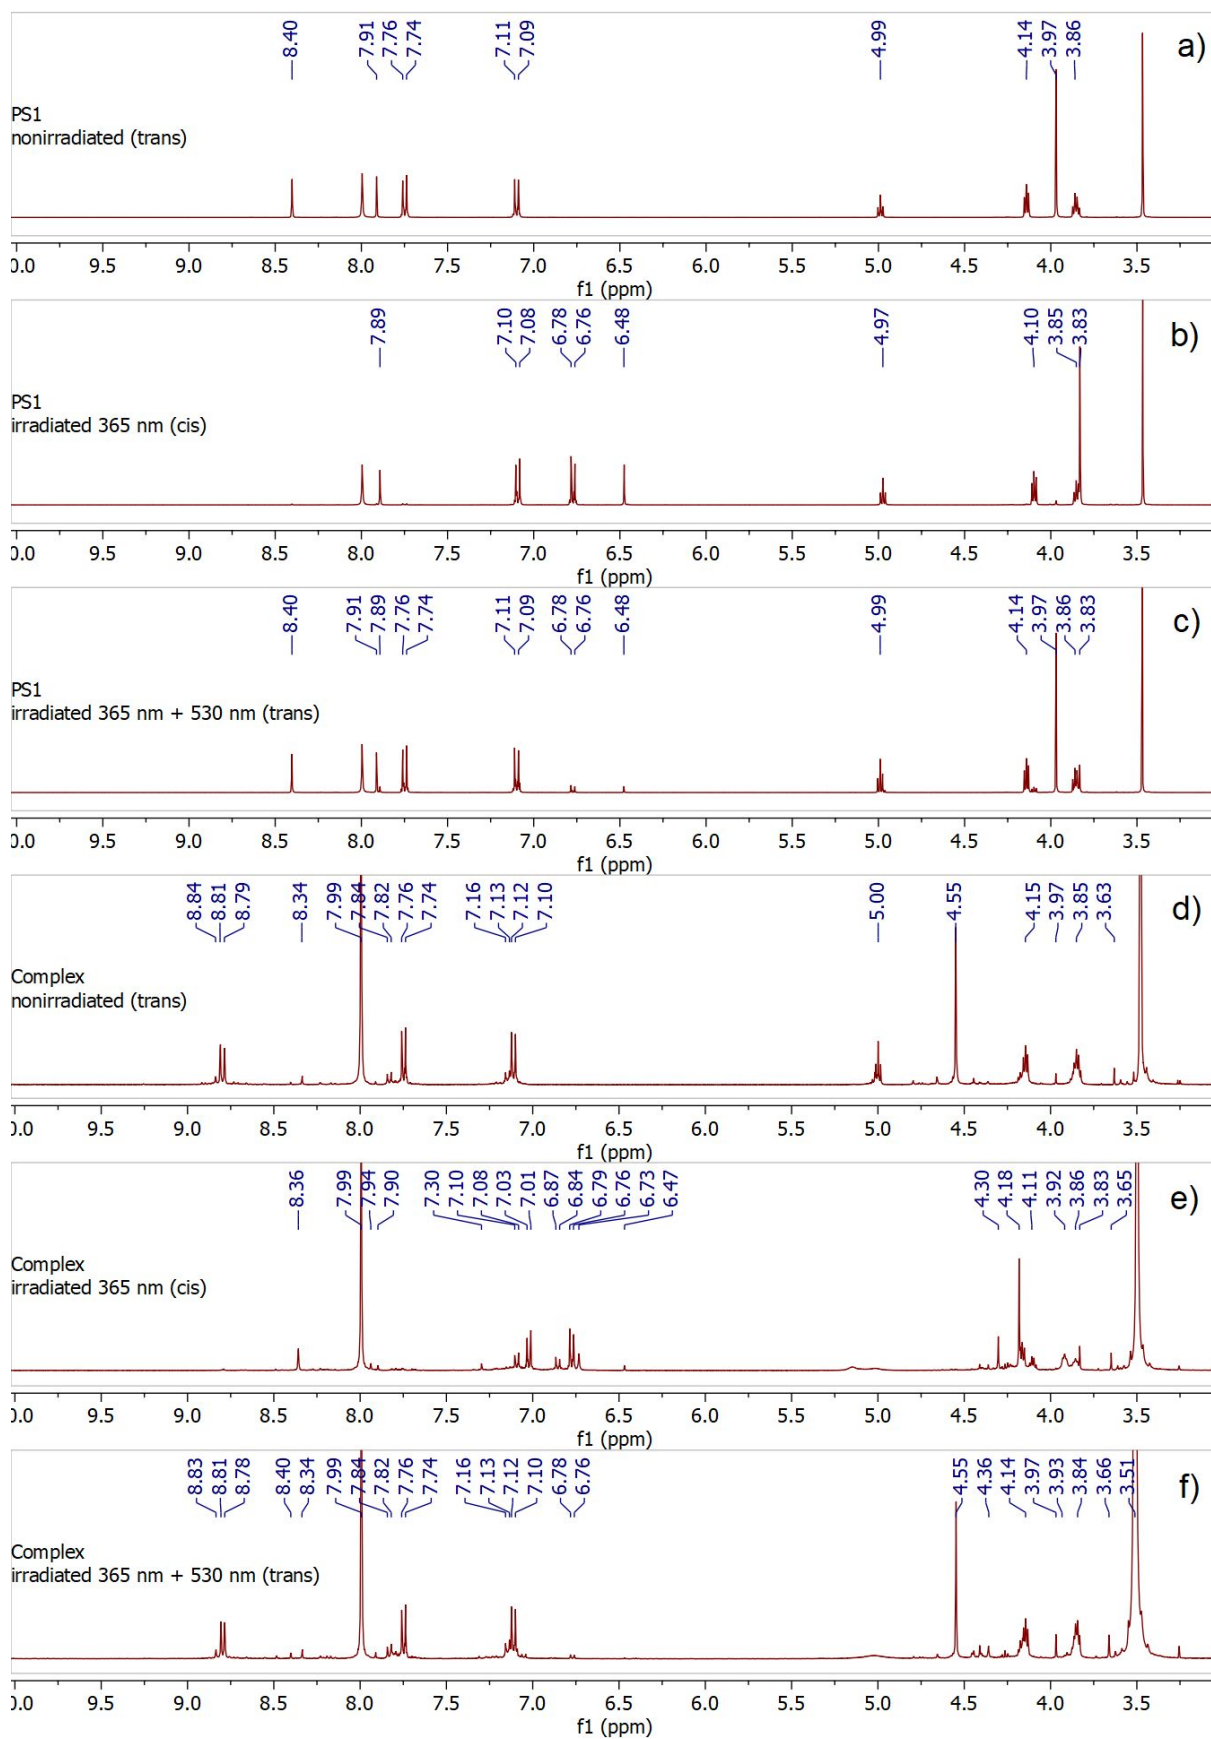 8.40 7.91 7.76 7.74 7.11 7.09 4.99 4.14 3.97 3.86 a)
PS1
nonirradiated (trans)
0.0 9.5 9.0 8.5 8.0 7.5 7.0 6.5 6.0 5.5 5.0 4.5 4.0 3.5
f1 (ppm)
7.89 7.10 7.08 6.78 6.76 6.48 4.97 4.10 3.85 3.83 b)
PS1
irradiated 365 nm (cis)
0.0 9.5 9.0 8.5 8.0 7.5 7.0 6.5 6.0 5.5 5.0 4.5 4.0 3.5
f1 (ppm)
8.40 7.91 7.89 7.76 7.74 7.11 7.09 6.78 6.76 6.48 4.99 4.14 3.97 3.86 3.83 c)
PS1
irradiated 365 nm + 530 nm (trans)
0.0 9.5 9.0 8.5 8.0 7.5 7.0 6.5 6.0 5.5 5.0 4.5 4.0 3.5
f1 (ppm)
8.84 8.81 8.79 8.34 7.99 7.84 7.82 7.76 7.74 7.16 7.13 7.12 7.10 5.00 4.55 4.15 3.97 3.85 3.63 d)
Complex
nonirradiated (trans)
0.0 9.5 9.0 8.5 8.0 7.5 7.0 6.5 6.0 5.5 5.0 4.5 4.0 3.5
f1 (ppm)
8.36 7.99 7.94 7.90 7.30 7.10 7.08 7.03 7.01 6.87 6.84 6.79 6.76 6.73 6.47 4.30 4.18 4.11 3.92 3.86 3.83 3.65 e)
Complex
irradiated 365 nm (cis)
0.0 9.5 9.0 8.5 8.0 7.5 7.0 6.5 6.0 5.5 5.0 4.5 4.0 3.5
f1 (ppm)
8.83 8.81 8.78 8.40 8.34 7.99 7.84 7.82 7.76 7.74 7.16 7.13 7.12 7.10 6.78 6.76 4.55 4.36 4.14 3.97 3.93 3.84 3.66 3.51 f)
Complex
irradiated 365 nm + 530 nm (trans)
0.0 9.5 9.0 8.5 8.0 7.5 7.0 6.5 6.0 5.5 5.0 4.5 4.0 3.5
f1 (ppm)